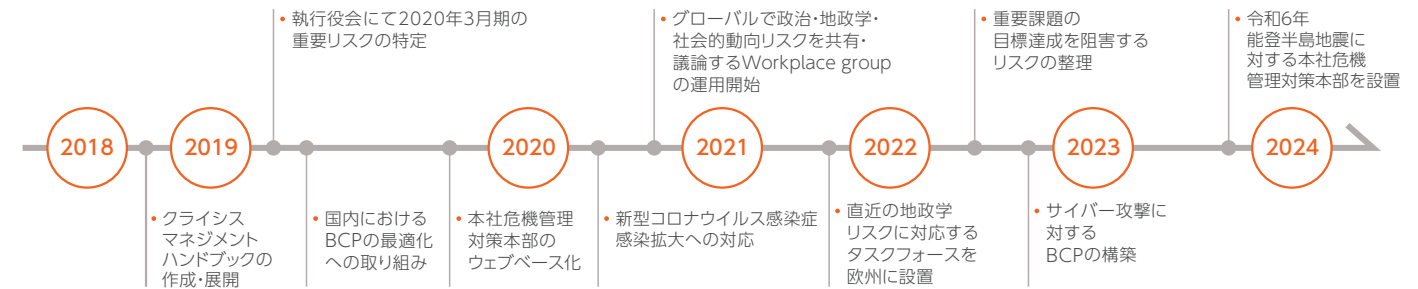 • 執行役会にて2020年3月期の
重要リスクの特定
• グローバルで政治・地政学・
社会的動向リスクを共有・
議論するWorkplace group
の運用開始
• 重要課題の
目標達成を阻害する
リスクの整理
• 令和6年
能登半島地震に
対する本社危機
管理対策本部を設置
2018
2019
2020
2021
2022
2023
2024
• クライシス
マネジメント
ハンドブックの
作成・展開
• 国内における
BCPの最適化
への取り組み
• 本社危機管理
対策本部の
ウェブベース化
• 新型コロナウイルス感染症
感染拡大への対応
• 直近の地政学
リスクに対応する
タスクフォースを
欧州に設置
• サイバー攻撃に
対する
BCPの構築